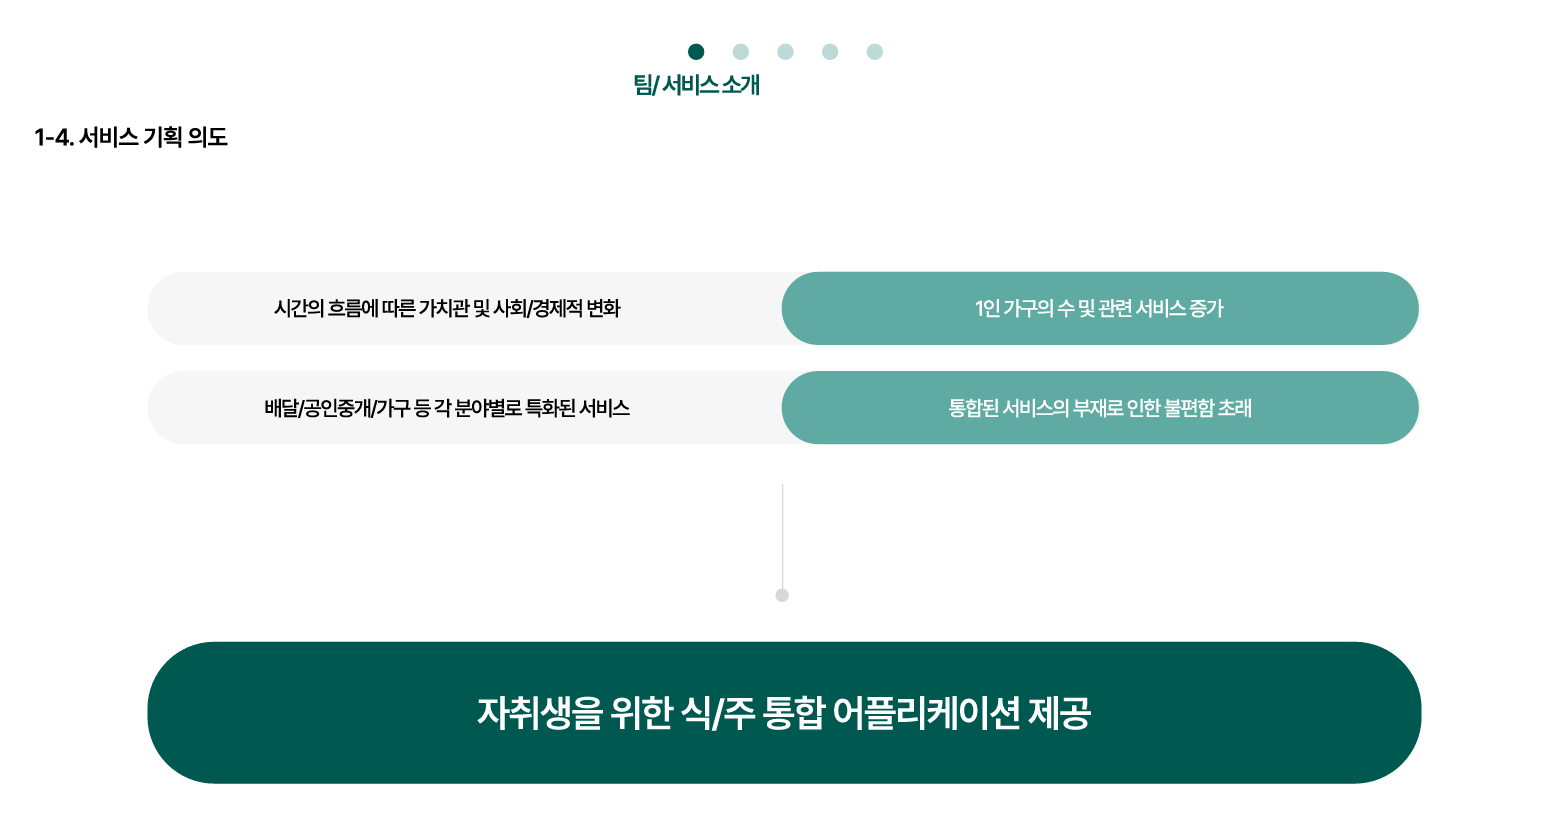 팀/ 서비스 소개
1-4. 서비스 기획 의도
시간의 흐름에 따른 가치관 및 사회/경제적 변화
1인 가구의 수 및 관련 서비스 증가
배달/공인중개/가구 등 각 분야별로 특화된 서비스
통합된 서비스의 부재로 인한 불편함 초래
자취생을 위한 식/주 통합 어플리케이션 제공